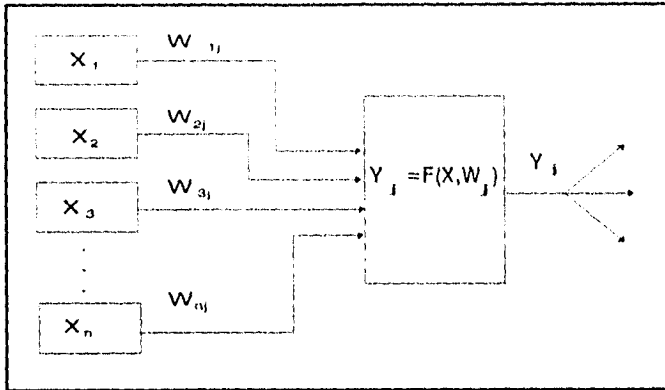 X₁
W₁ⱼ
X₂
W₂ⱼ
X₃
W₃ⱼ
Yⱼ = F(X, Wⱼ)
Yⱼ
Xₙ
Wₙⱼ